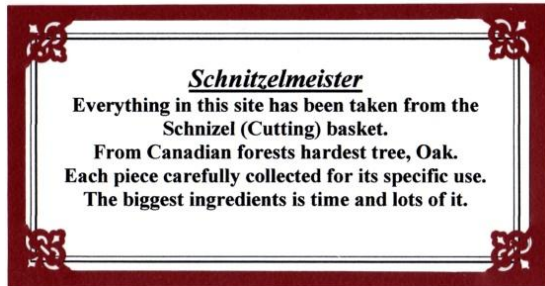 Schnitzelmeister
Everything in this site has been taken from the
Schnizel (Cutting) basket.
From Canadian forests hardest tree, Oak.
Each piece carefully collected for its specific use.
The biggest ingredients is time and lots of it.